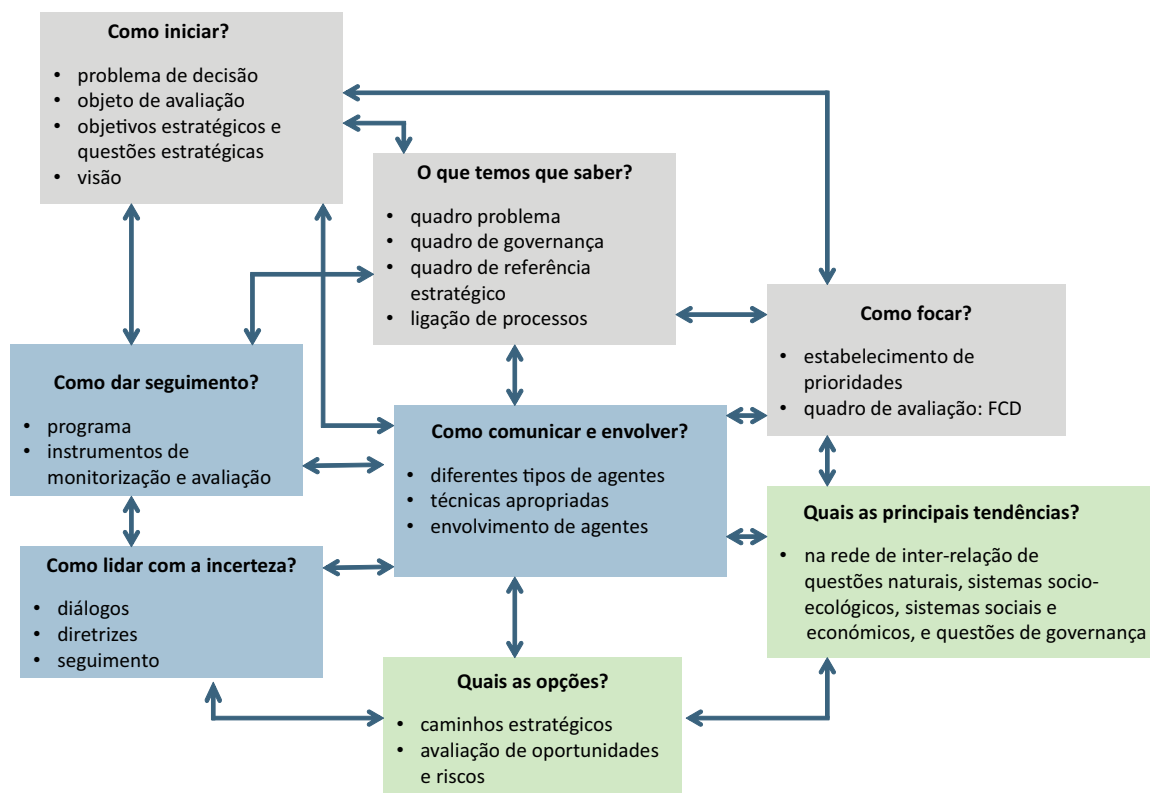 Como iniciar?
• problema de decisão
• objeto de avaliação
• objetivos estratégicos e
questões estratégicas
• visão
O que temos que saber?
• quadro problema
• quadro de governança
• quadro de referência
estratégico
• ligação de processos
Como focar?
• estabelecimento de
prioridades
• quadro de avaliação: FCD
Como dar seguimento?
• programa
• instrumentos de
monitorização e avaliação
Como comunicar e envolver?
• diferentes tipos de agentes
• técnicas apropriadas
• envolvimento de agentes
Quais as principais tendências?
• na rede de inter-relação de
questões naturais, sistemas socio-
ecológicos, sistemas sociais e
económicos, e questões de governança
Como lidar com a incerteza?
• diálogos
• diretrizes
• seguimento
Quais as opções?
• caminhos estratégicos
• avaliação de oportunidades
e riscos